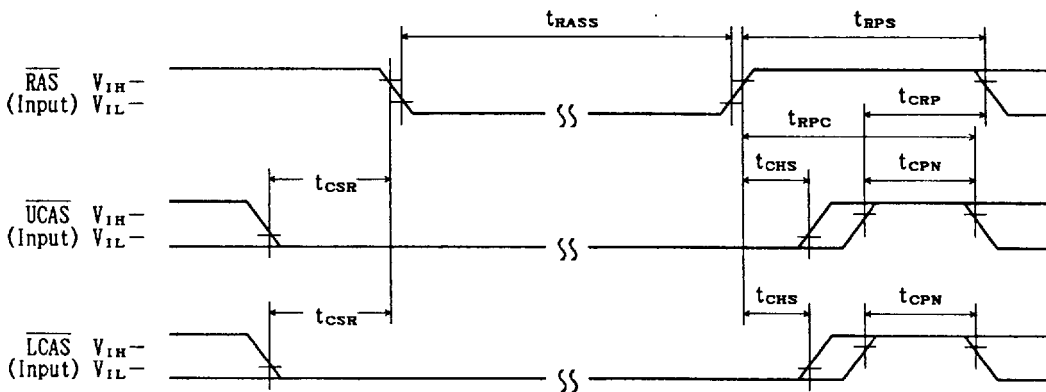 tRASS tRPS
RAS VIH
(Input) VIL
tCRP
tRPC
tCSR tCHS tCPN
UCAS VIH
(Input) VIL
tCSR tCHS tCPN
LCAS VIH
(Input) VIL